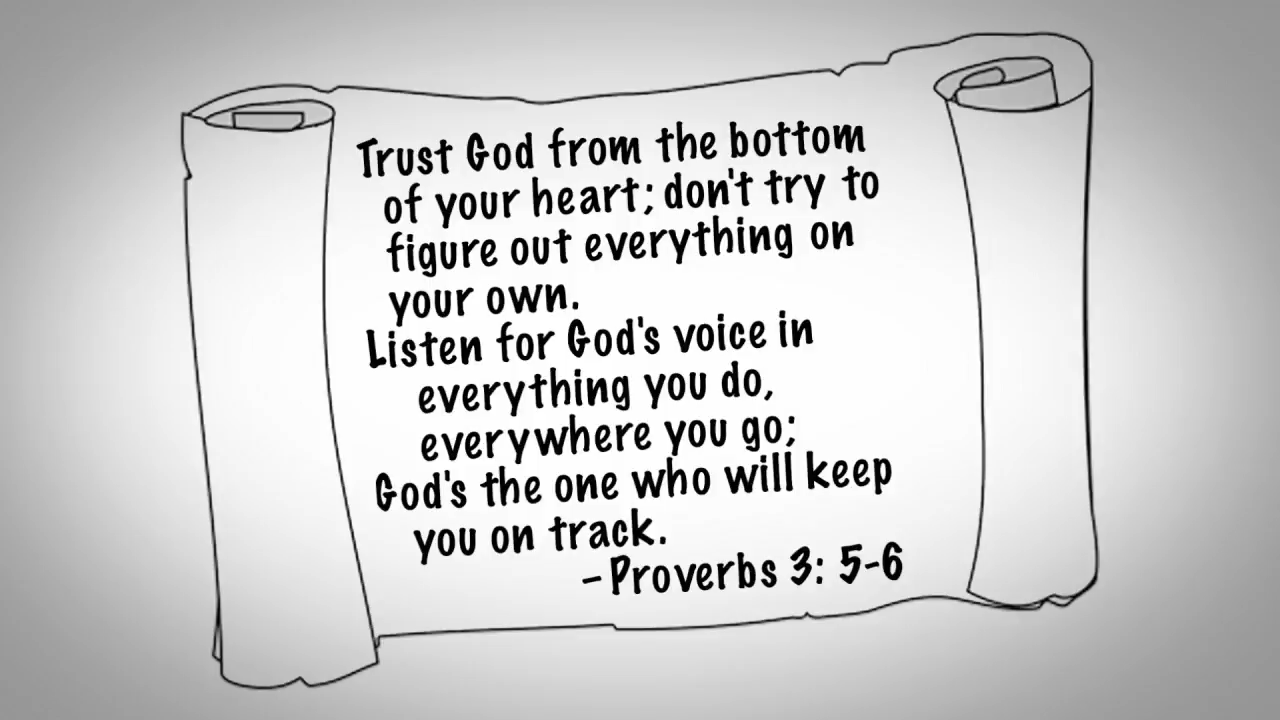 Trust God from the bottom
of your heart; don't try to
figure out everything on
your own.
Listen for God's voice in
everything you do,
everywhere you go;
God's the one who will keep
you on track.
-Proverbs 3: 5-6